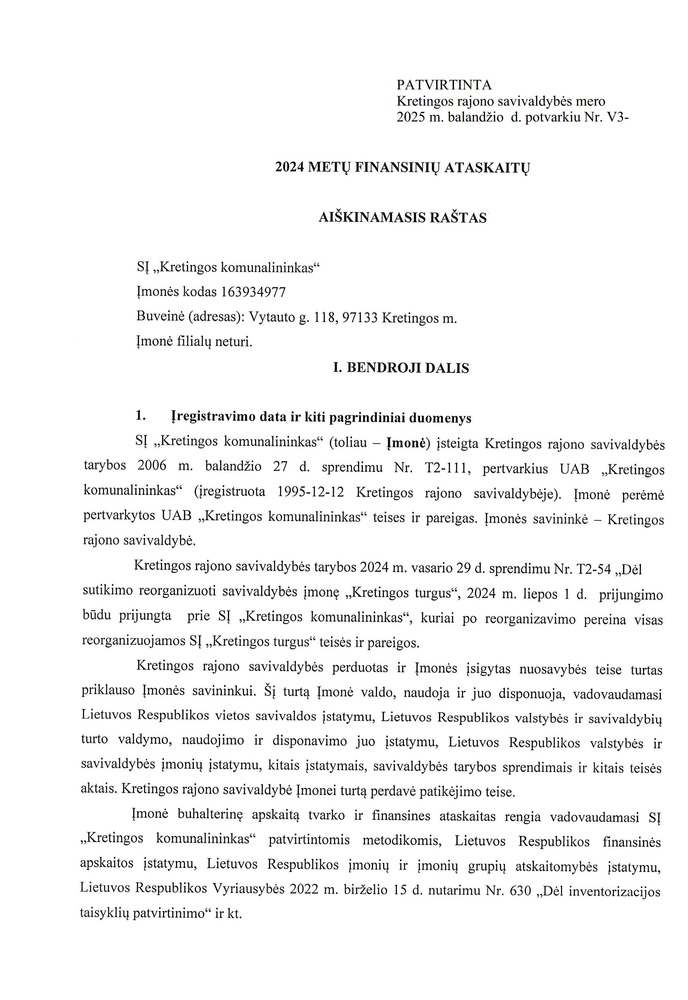 PATVIRTINTA
Kretingos rajono savivaldybės mero
2025 m. balandžio  d. potvarkiu Nr. V3-
2024 METŲ FINANSINIŲ ATASKAITŲ
AIŠKINAMASIS RAŠTAS
SĮ „Kretingos komunalininkas“
Įmonės kodas 163934977
Buveinė (adresas): Vytauto g. 118, 97133 Kretingos m.
Įmonė filialų neturi.
I. BENDROJI DALIS
1. Įregistravimo data ir kiti pagrindiniai duomenys
SĮ „Kretingos komunalininkas“ (toliau – Įmonė) įsteigta Kretingos rajono savivaldybės
tarybos 2006 m. balandžio 27 d. sprendimu Nr. T2-111, pertvarkius UAB „Kretingos
komunalininkas“ (įregistruota 1995-12-12 Kretingos rajono savivaldybėje). Įmonė perėmė
pertvarkytos UAB „Kretingos komunalininkas“ teises ir pareigas. Įmonės savininkė – Kretingos
rajono savivaldybė.
Kretingos rajono savivaldybės tarybos 2024 m. vasario 29 d. sprendimu Nr. T2-54 „Dėl
sutikimo reorganizuoti savivaldybės įmonę „Kretingos turgus“, 2024 m. liepos 1 d.  prijungimo
būdu prijungta  prie SĮ „Kretingos komunalininkas“, kuriai po reorganizavimo pereina visas
reorganizuojamos SĮ „Kretingos turgus“ teisės ir pareigos.
Kretingos rajono savivaldybės perduotas ir Įmonės įsigytas nuosavybės teise turtas
priklauso Įmonės savininkui. Šį turtą Įmonė valdo, naudoja ir juo disponuoja, vadovaudamasi
Lietuvos Respublikos vietos savivaldos įstatymu, Lietuvos Respublikos valstybės ir savivaldybių
turto valdymo, naudojimo ir disponavimo juo įstatymu, Lietuvos Respublikos valstybės ir
savivaldybės įmonių įstatymu, kitais įstatymais, savivaldybės tarybos sprendimais ir kitais teisės
aktais. Kretingos rajono savivaldybė Įmonei turtą perdavė patikėjimo teise.
Įmonė buhalterinę apskaitą tvarko ir finansines ataskaitas rengia vadovaudamasi SĮ
„Kretingos komunalininkas“ patvirtintomis metodikomis, Lietuvos Respublikos finansinės
apskaitos įstatymu, Lietuvos Respublikos įmonių ir įmonių grupių atskaitomybės įstatymu,
Lietuvos Respublikos Vyriausybės 2022 m. birželio 15 d. nutarimu Nr. 630 „Dėl inventorizacijos
taisyklių patvirtinimo“ ir kt.